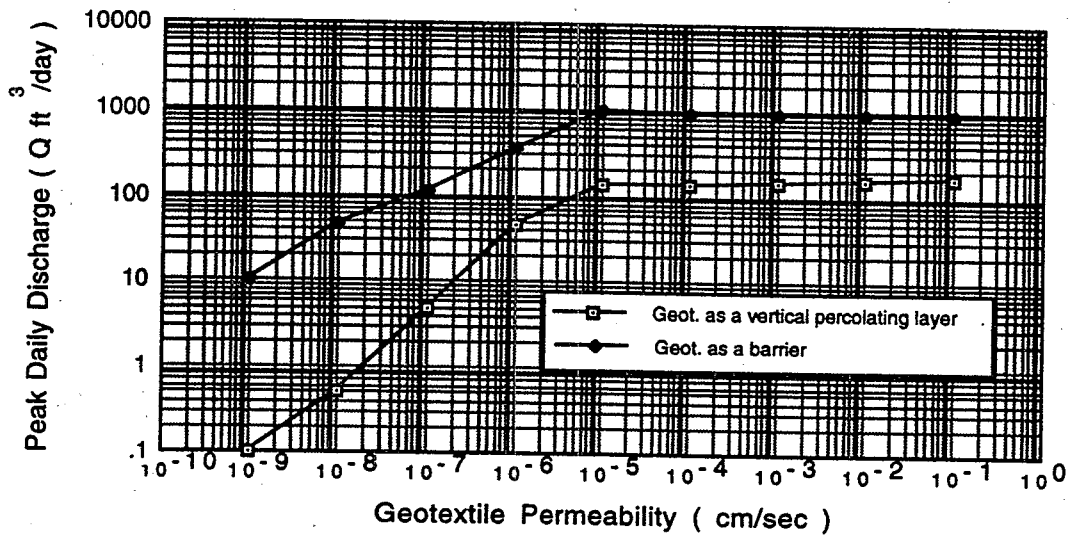 Peak Daily Discharge ( Q ft 3 /day )
10000
1000
100
10
1
.1
10-10 10-9 10-8 10-7 10-6 10-5 10-4 10-3 10-2 10-1 100
Geot. as a vertical percolating layer
Geot. as a barrier
Geotextile Permeability ( cm/sec )